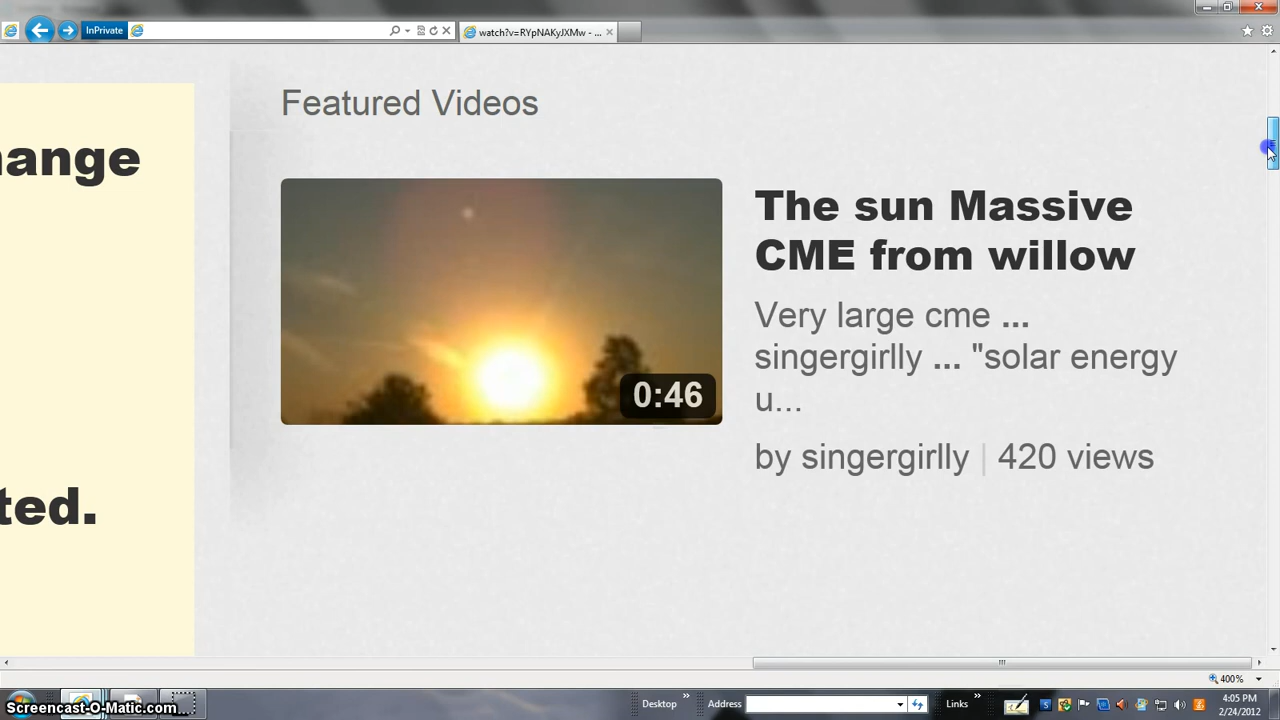 InPrivate
watch?v=RYpNAKyJXMw - ...
Featured Videos
hange
ted.
0:46
The sun Massive
CME from willow
Very large cme ...
singergirlly ... "solar energy
u...
by singergirlly | 420 views
400%
Desktop
Address
Links
4:05 PM
2/24/2012
Screencast-O-Matic.com